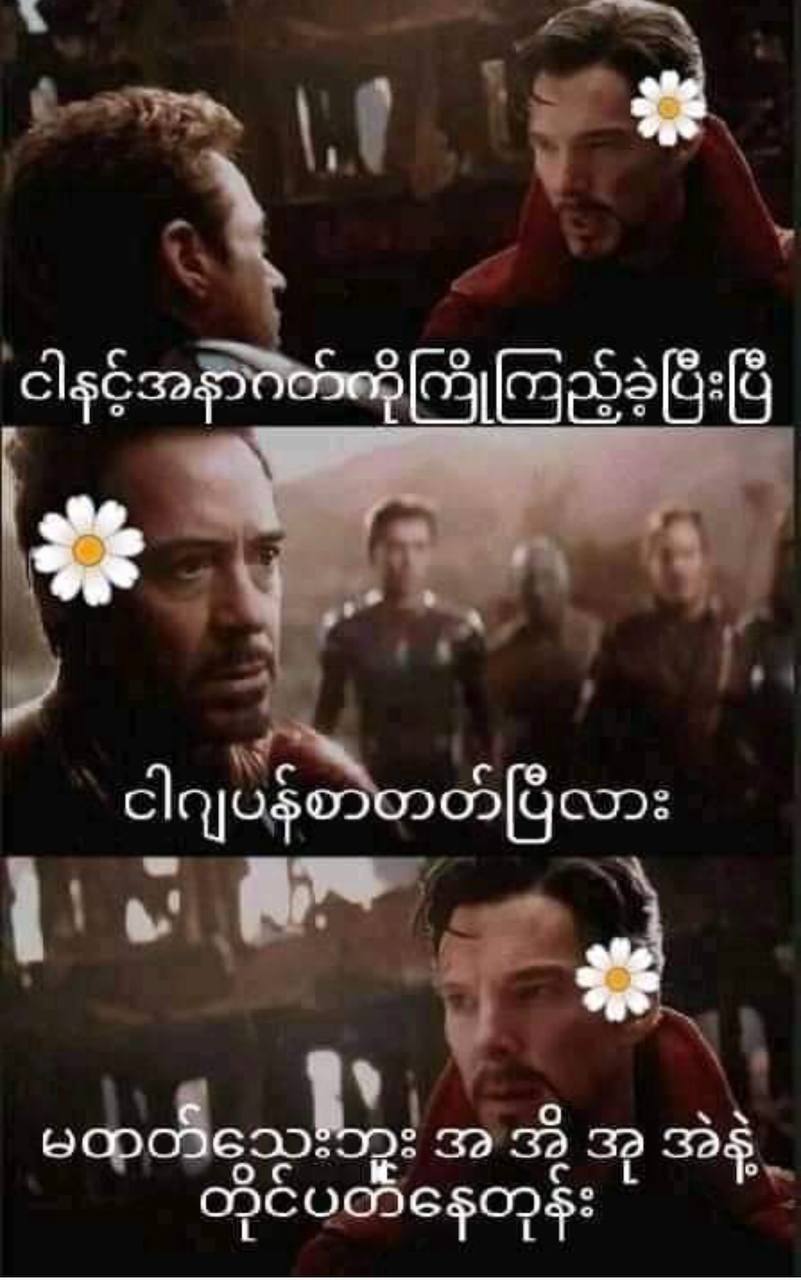 ငါနင့်အနာဂတ်ကိုကြိုကြည့်ခဲ့ပြီးပြီ
ငါဂျပန်စာတတ်ပြီလား
မတတ်သေးဘူး အ အိ အု အဲနဲ့
တိုင်ပတ်နေတုန်း